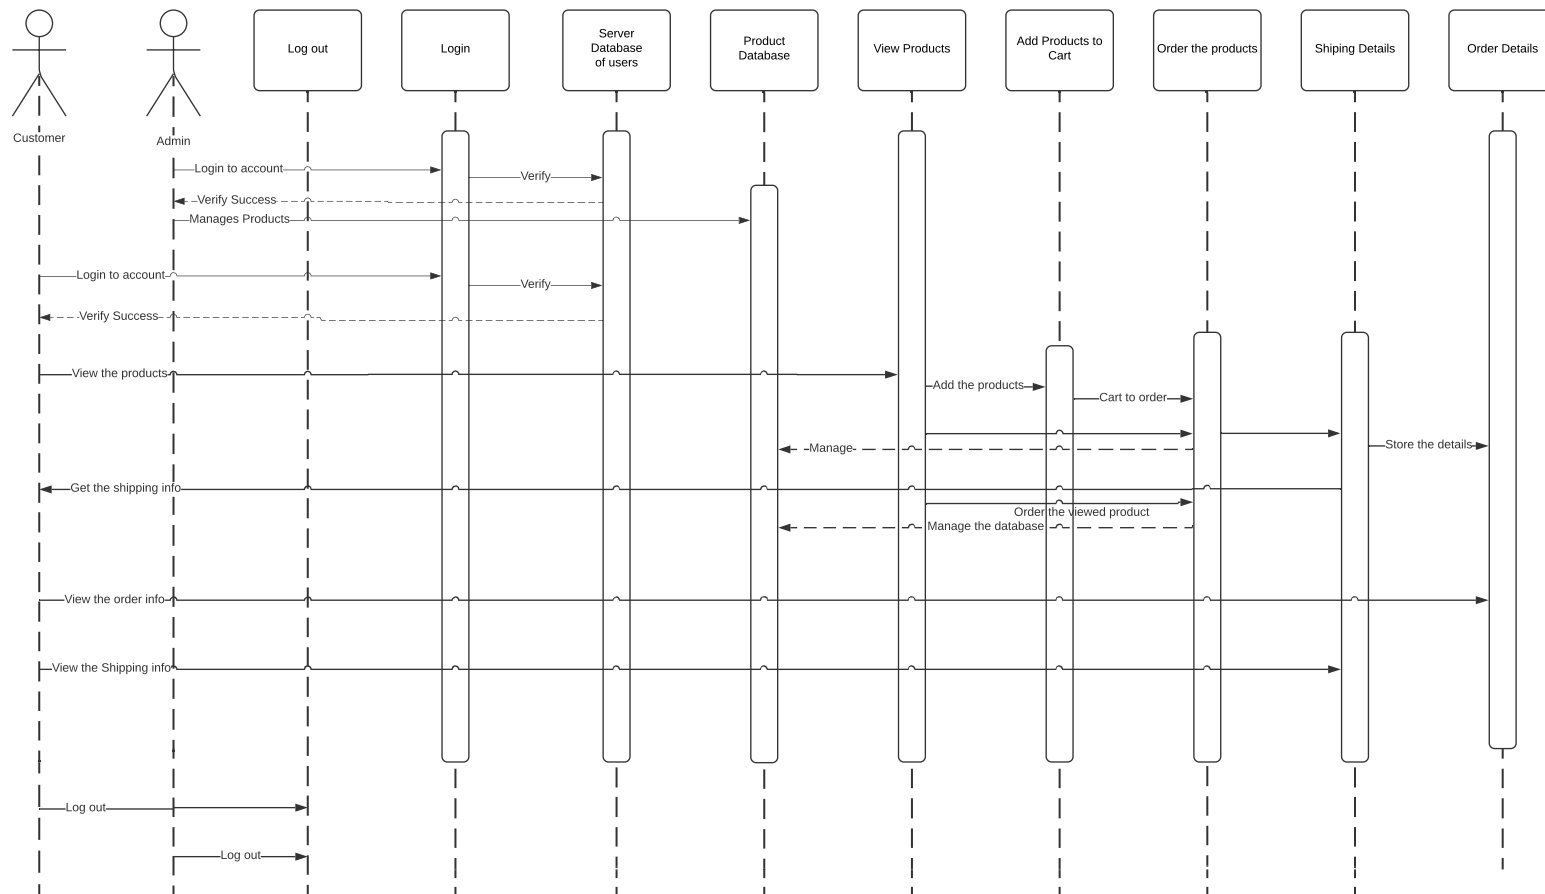 Log out
Login
Server
Database
of users
Product
Database
View Products
Add Products to
Cart
Order the products
Shiping Details
Order Details
Customer
Admin
Login to account
Verify
Verify Success
Manages Products
Login to account
Verify
Verify Success
View the products
Add the products
Cart to order
Store the details
Manage
Get the shipping info
Order the viewed product
Manage the database
View the order info
View the Shipping info
Log out
Log out